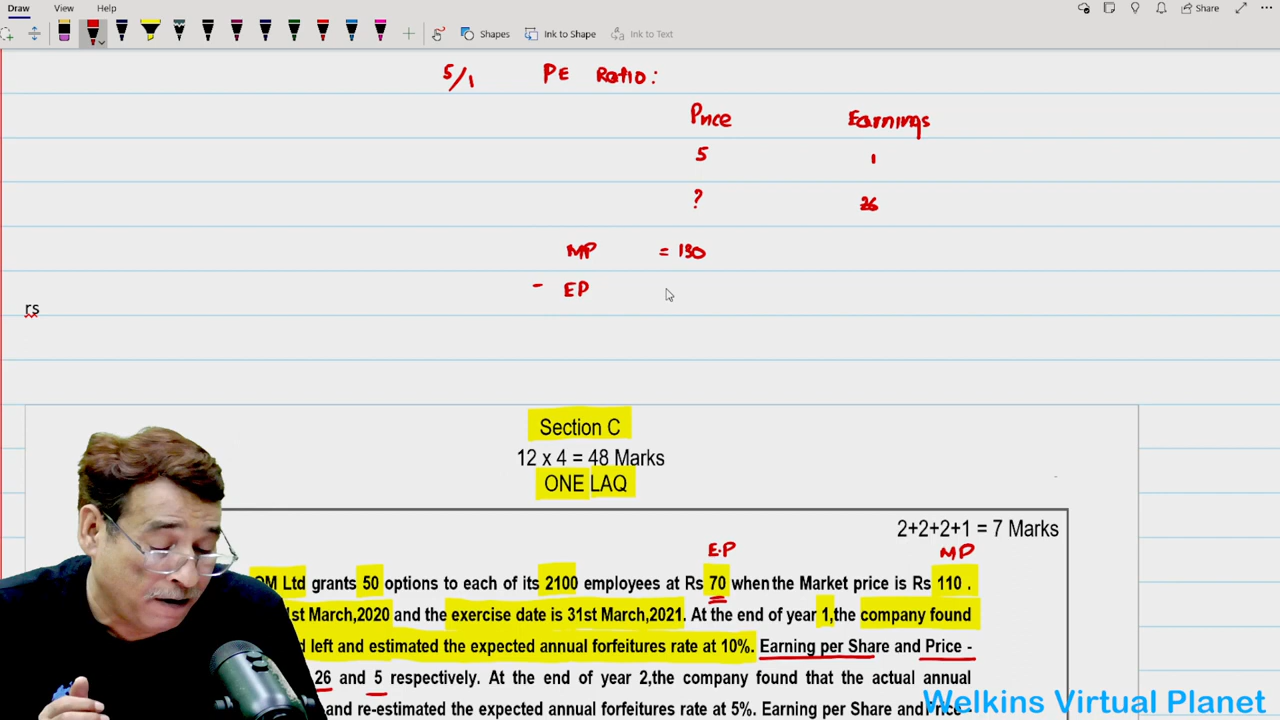 Draw View Help
Share
Shapes Ink to Shape Ink to Text
5/1 PE Ratio:
Price Earnings
5 1
? 26
MP = 130
- EP
rs
Section C
12 x 4 = 48 Marks
ONE LAQ
2+2+2+1 = 7 Marks
E.P MP
OM Ltd grants 50 options to each of its 2100 employees at Rs 70 when the Market price is Rs 110 .
1st March,2020 and the exercise date is 31st March,2021. At the end of year 1,the company found
left and estimated the expected annual forfeitures rate at 10%. Earning per Share and Price -
26 and 5 respectively. At the end of year 2,the company found that the actual annual
and re-estimated the expected annual forfeitures rate at 5%. Earning per Share and Price -
Welkins Virtual Planet